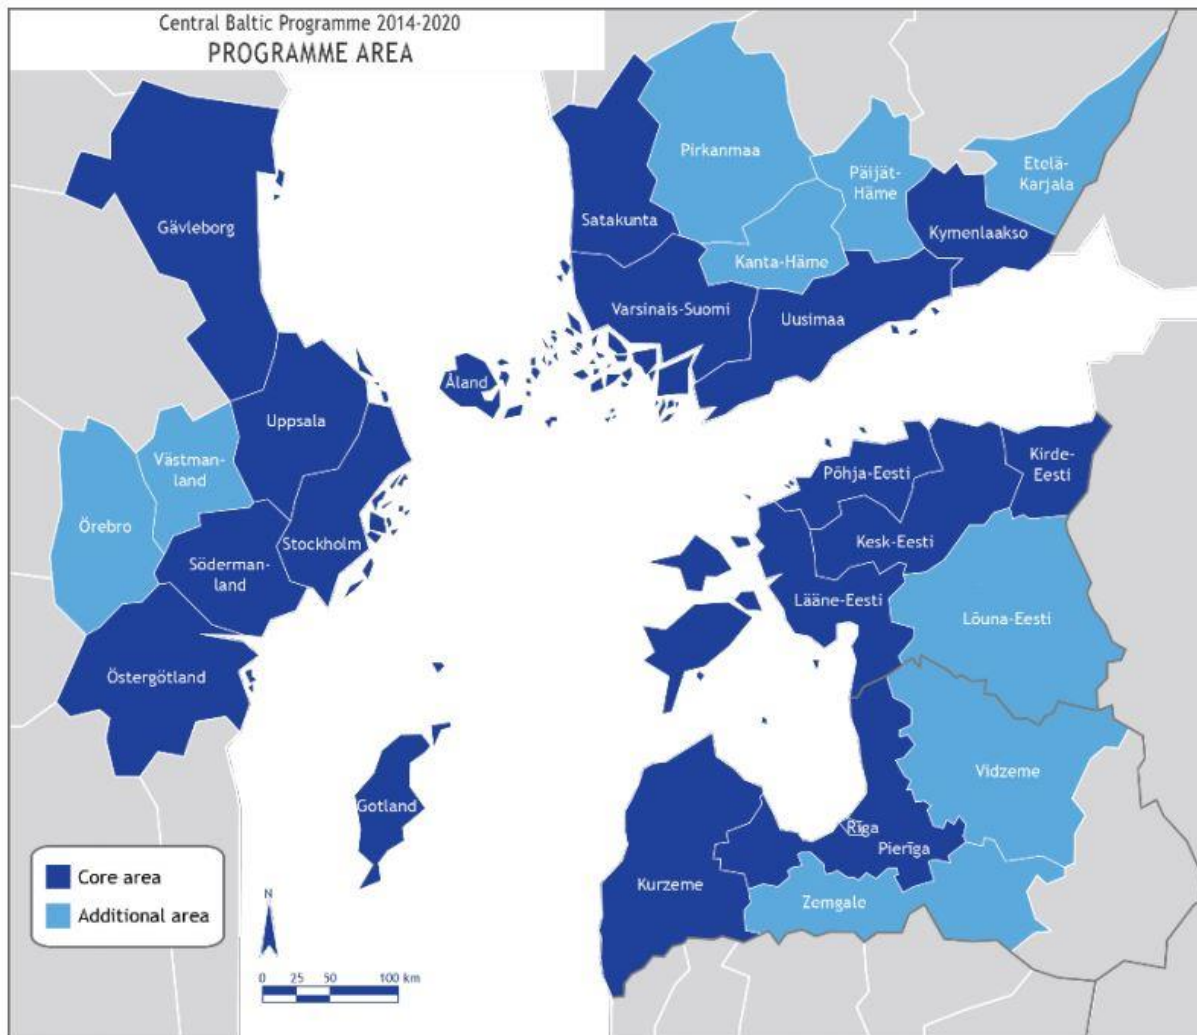 Central Baltic Programme 2014-2020
PROGRAMME AREA
Pirkanmaa
Etelä-
Karjala
Päijät-
Häme
Satakunta
Gävleborg
Kymenlaakso
Kanta-Häme
Varsinais-Suomi
Uusimaa
Åland
Uppsala
Västman-
land
Örebro
Stockholm
Söderman-
land
Östergötland
Gotland
Põhja-Eesti
Kirde-
Eesti
Kesk-Eesti
Lääne-Eesti
Lõuna-Eesti
Vidzeme
Rīga
Pierīga
Kurzeme
Zemgale
Core area
Additional area
N
0 25 50 100 km